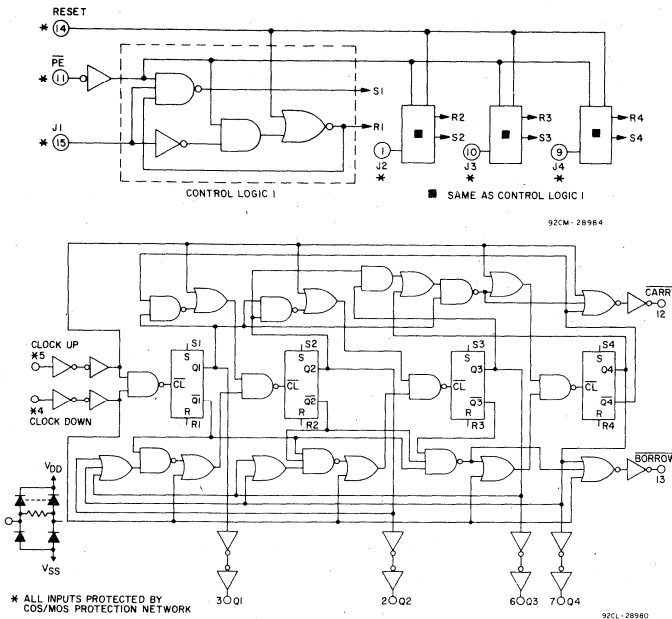 RESET
* 14
PE
* 11
J1
* 15
S1
R1
CONTROL LOGIC 1
R2
S2
1
J2
*
R3
S3
10
J3
*
R4
S4
9
J4
*
■ SAME AS CONTROL LOGIC 1
92CM-28984
CARR
12
CLOCK UP
*5
*4
CLOCK DOWN
S1
S
Q1
CL
Q1
R
R1
S2
S
Q2
CL
Q2
R
R2
S3
S
Q3
CL
Q3
R
R3
S4
S
Q4
CL
Q4
R
R4
BORROW
13
VDD
VSS
3 Q1
2 Q2
6 Q3
7 Q4
* ALL INPUTS PROTECTED BY
COS/MOS PROTECTION NETWORK
92CL-28980